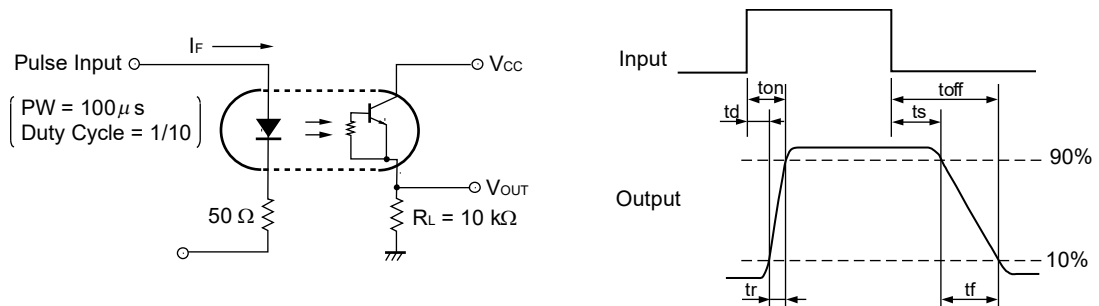 IF
Pulse Input
VCC
PW = 100μs
Duty Cycle = 1/10
VOUT
50 Ω
RL = 10 kΩ
Input
ton
toff
td
ts
90%
Output
10%
tr
tf